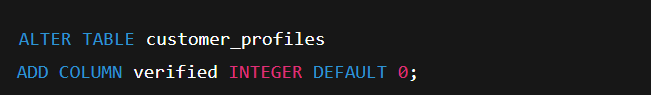 ALTER TABLE customer_profiles
ADD COLUMN verified INTEGER DEFAULT 0;